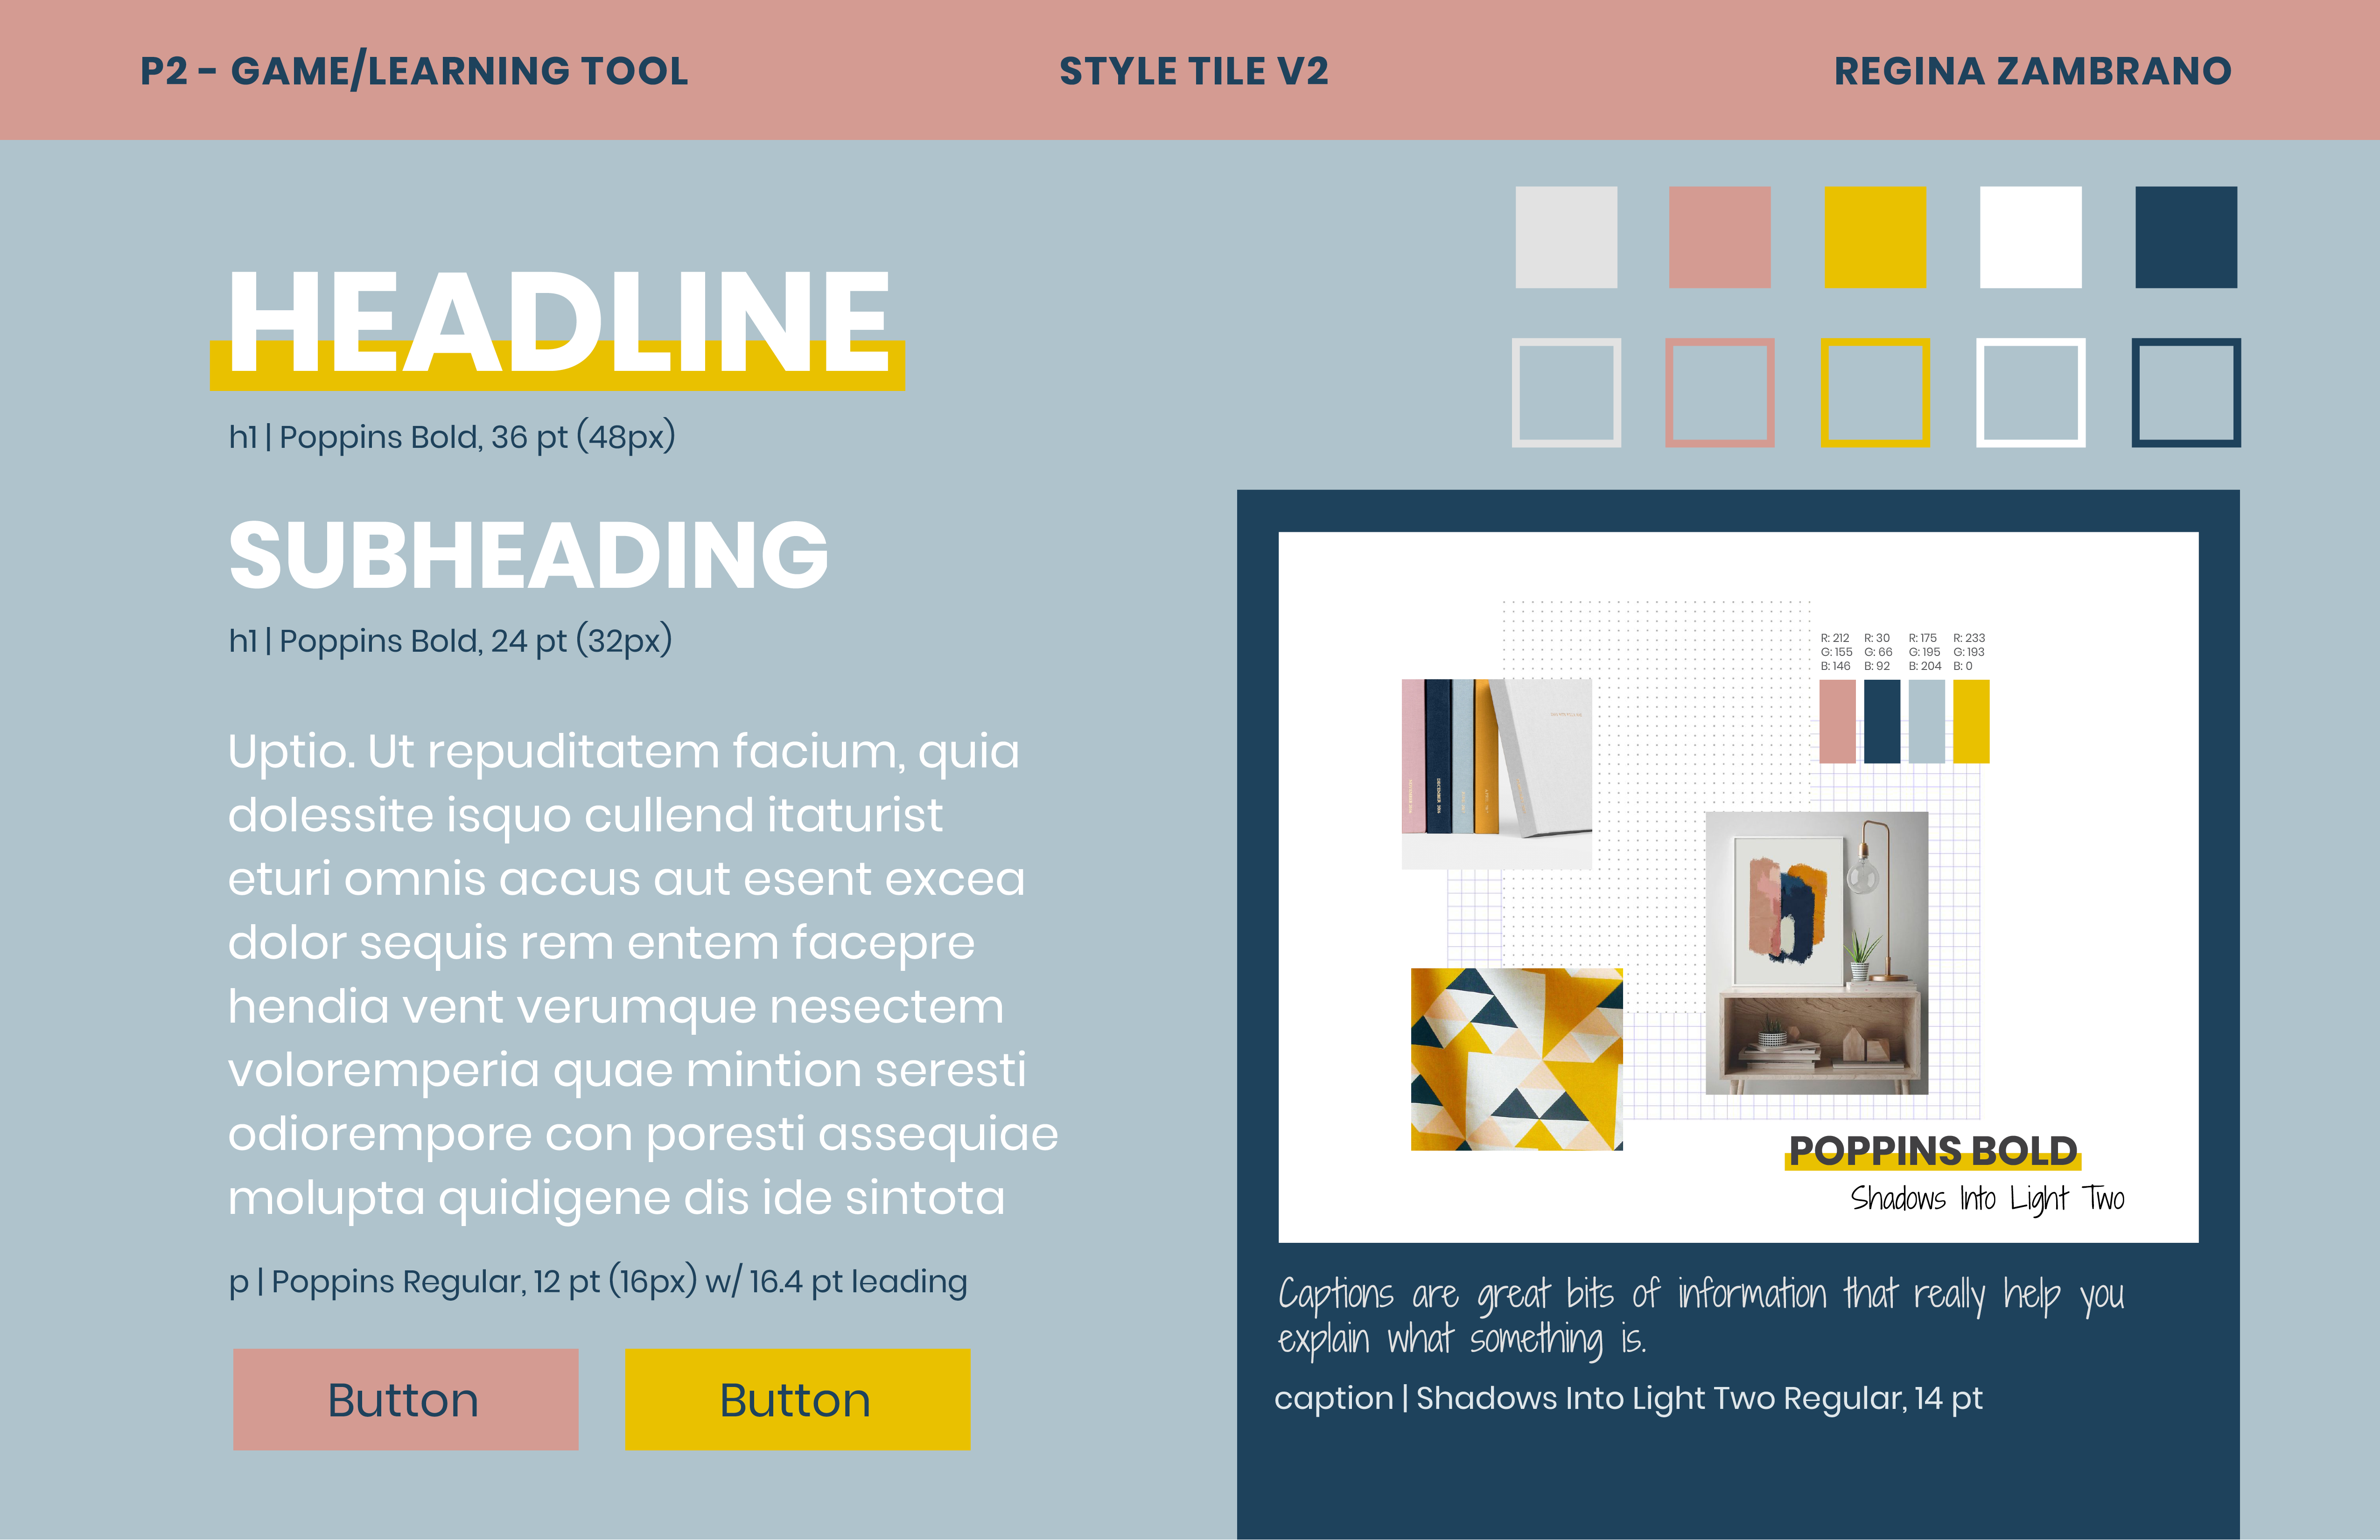 P2 - GAME/LEARNING TOOL
STYLE TILE V2
REGINA ZAMBRANO
HEADLINE
h1 | Poppins Bold, 36 pt (48px)
SUBHEADING
h1 | Poppins Bold, 24 pt (32px)
Uptio. Ut repuditatem facium, quia
dolessite isquo cullend itaturist
eturi omnis accus aut esent excea
dolor sequis rem entem facepre
hendia vent verumque nesectem
voloremperia quae mintion seresti
odiorempore con poresti assequiae
molupta quidigene dis ide sintota
p | Poppins Regular, 12 pt (16px) w/ 16.4 pt leading
Button
Button
R: 212 R: 30 R: 175 R: 233
G: 155 G: 66 G: 195 G: 193
B: 146 B: 92 B: 204 B: 0
POPPINS BOLD
Shadows Into Light Two
Captions are great bits of information that really help you
explain what something is.
caption | Shadows Into Light Two Regular, 14 pt